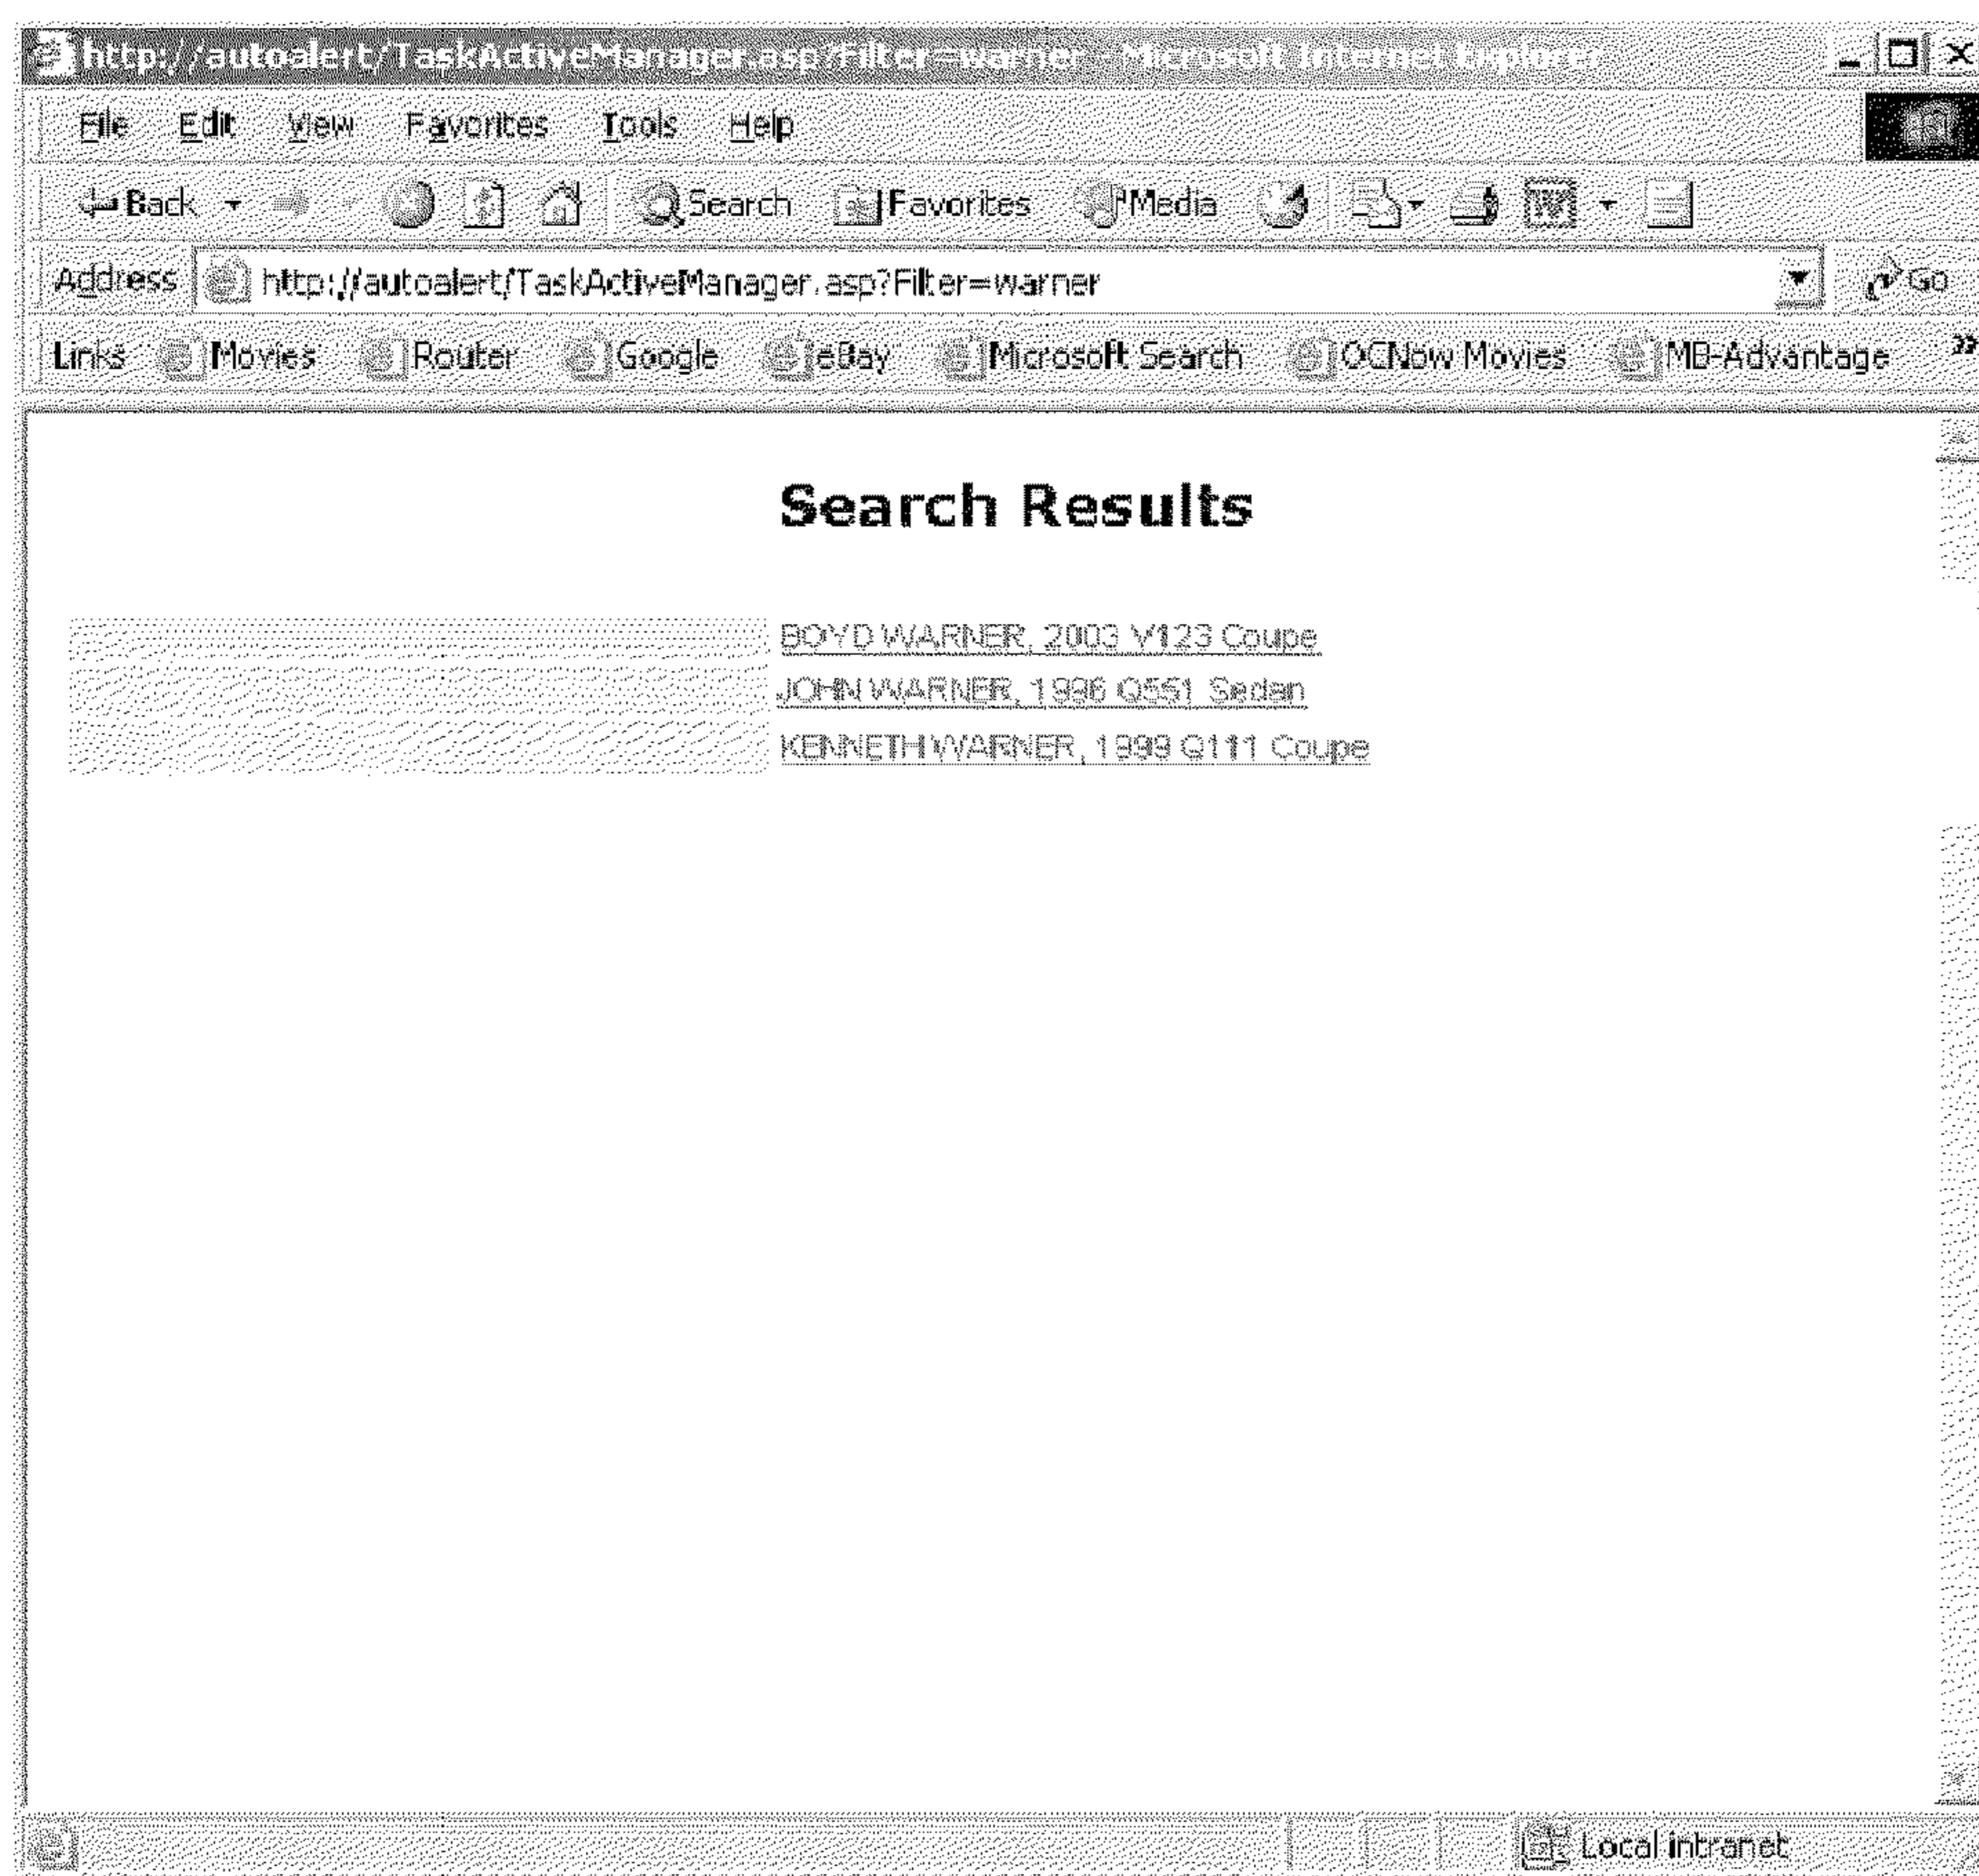 http://autoalert/TaskActiveManager.asp?Filter=warner - Microsoft Internet Explorer
File Edit View Favorites Tools Help
Back Search Favorites Media
Address http://autoalert/TaskActiveManager.asp?Filter=warner Go
Links Movies Router Google eBay Microsoft Search OCNow Movies MB-Advantage »
Search Results
BOYD WARNER, 2003 V123 Coupe
JOHN WARNER, 1996 Q551 Sedan
KENNETH WARNER, 1999 G111 Coupe
Local intranet